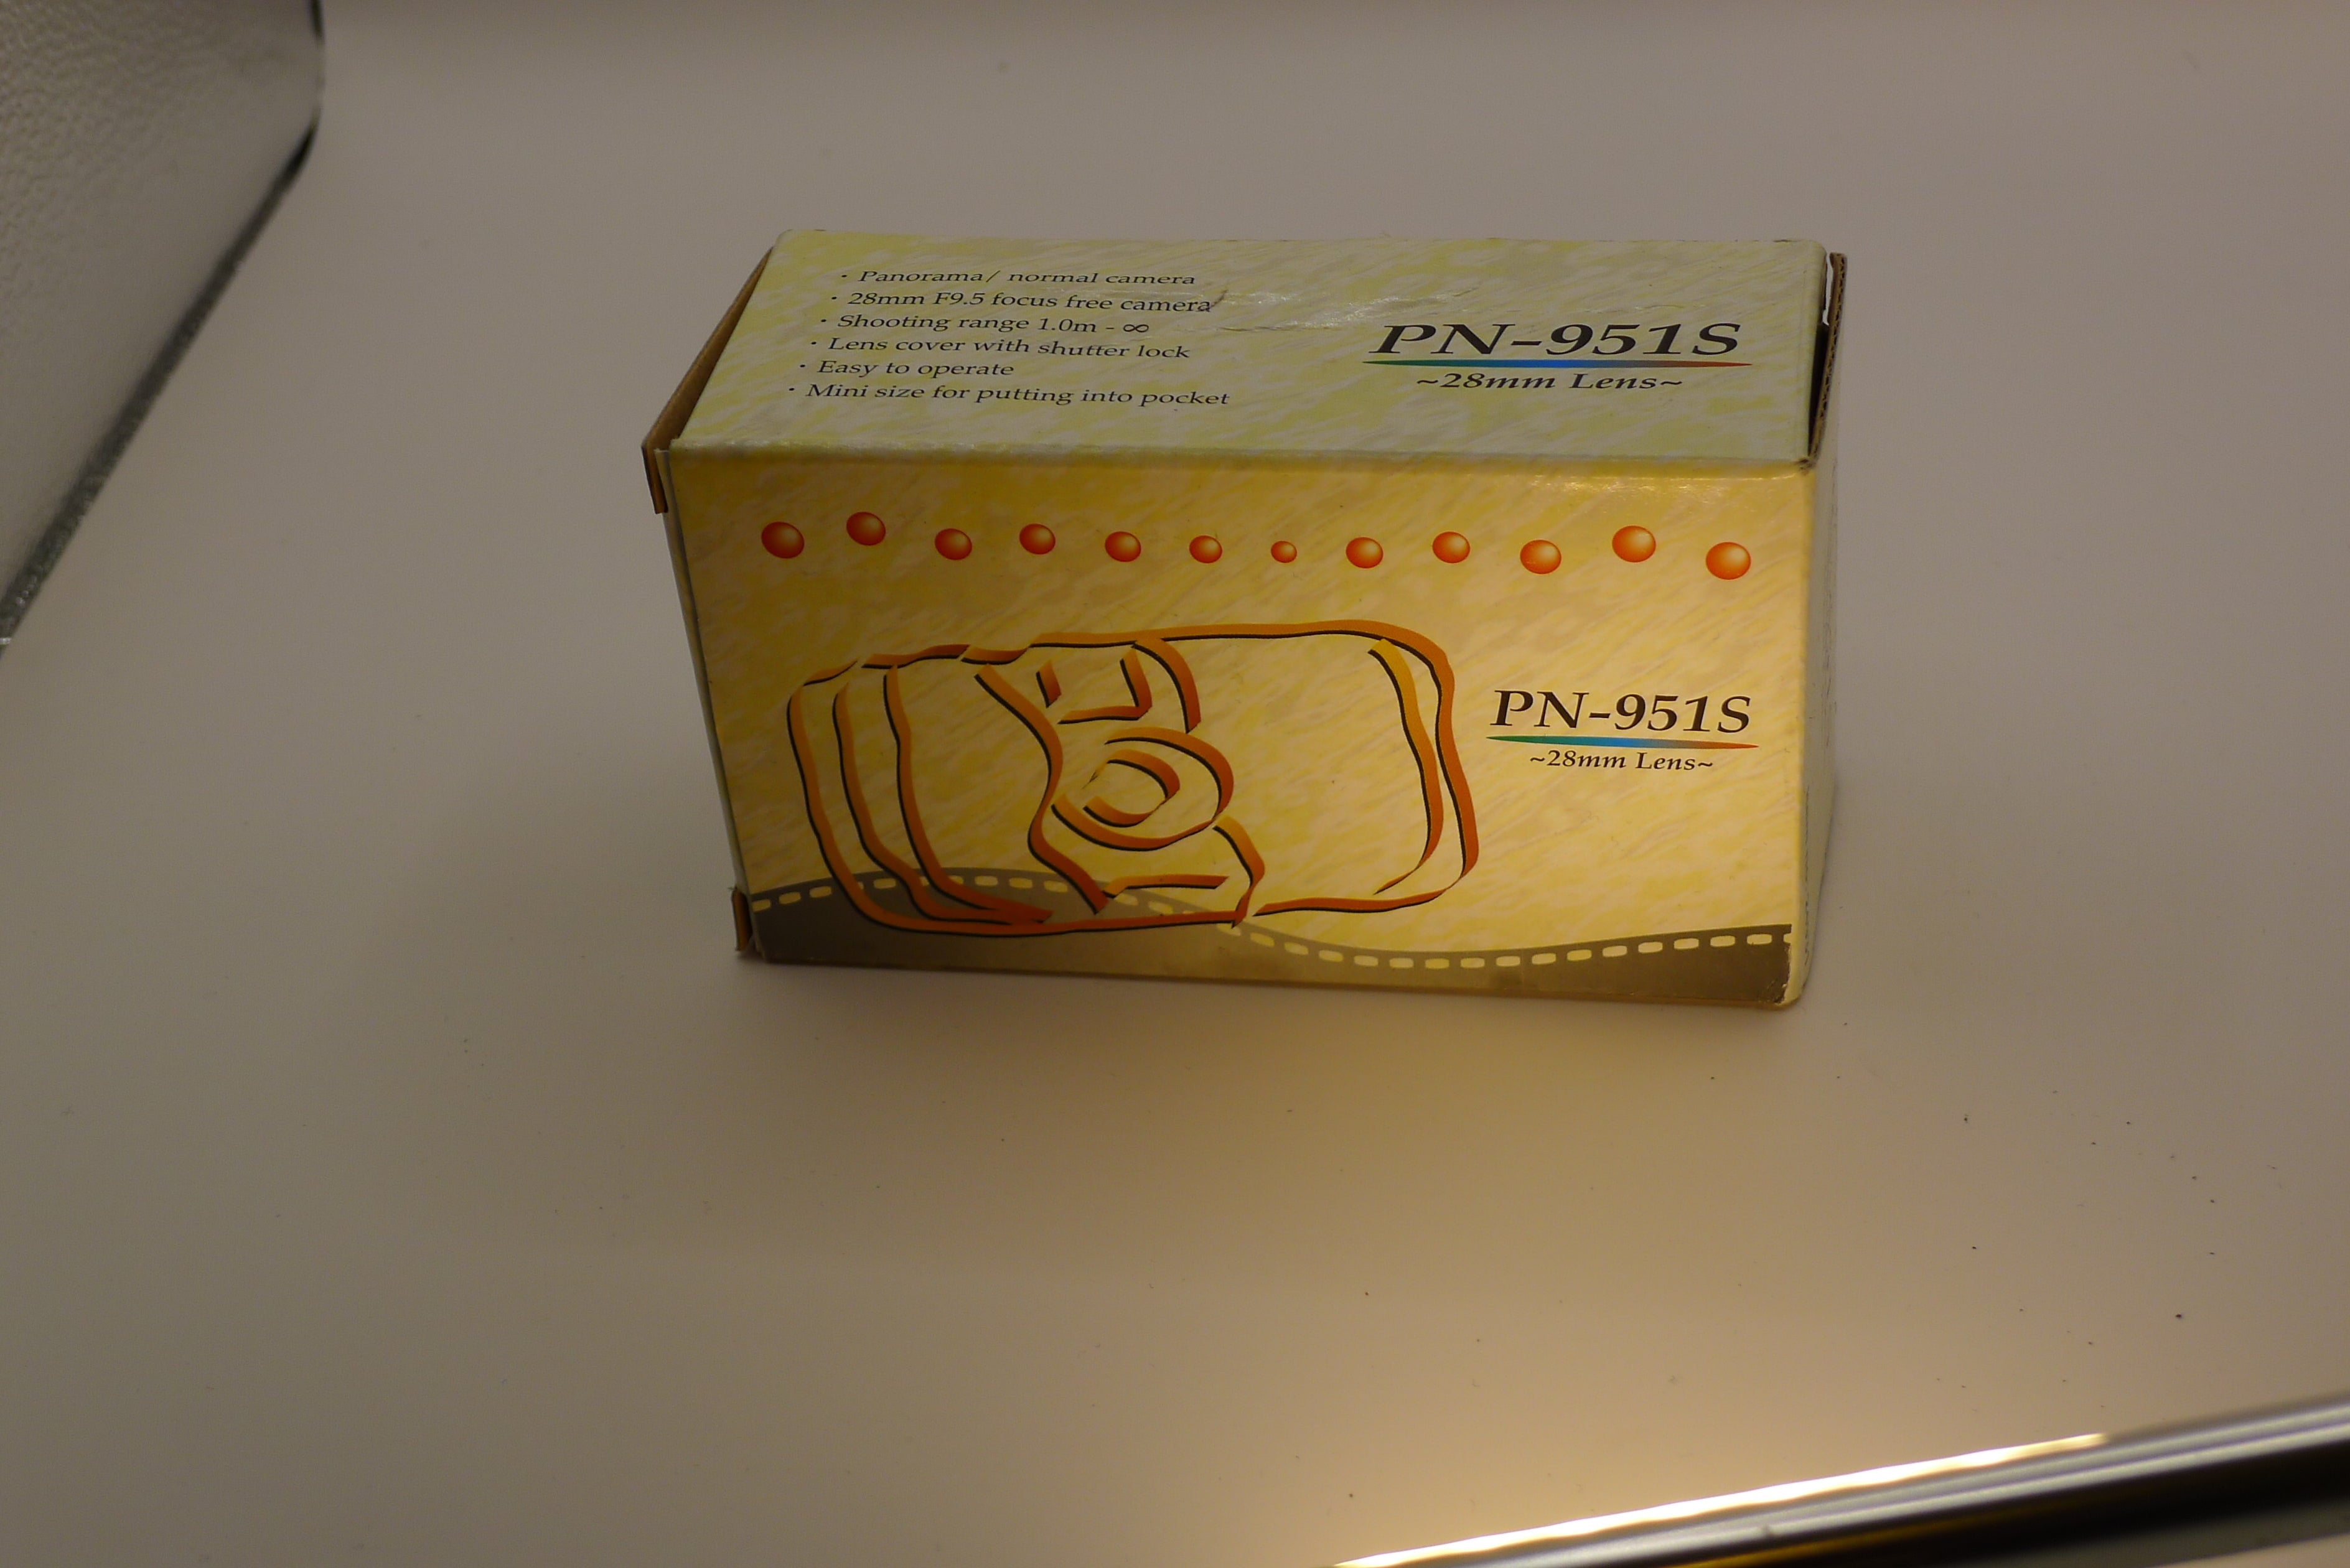 · Panorama/ normal camera
· 28mm F9.5 focus free camera
· Shooting range 1.0m - ∞
· Lens cover with shutter lock
· Easy to operate
· Mini size for putting into pocket
PN-951S
~28mm Lens~
PN-951S
~28mm Lens~